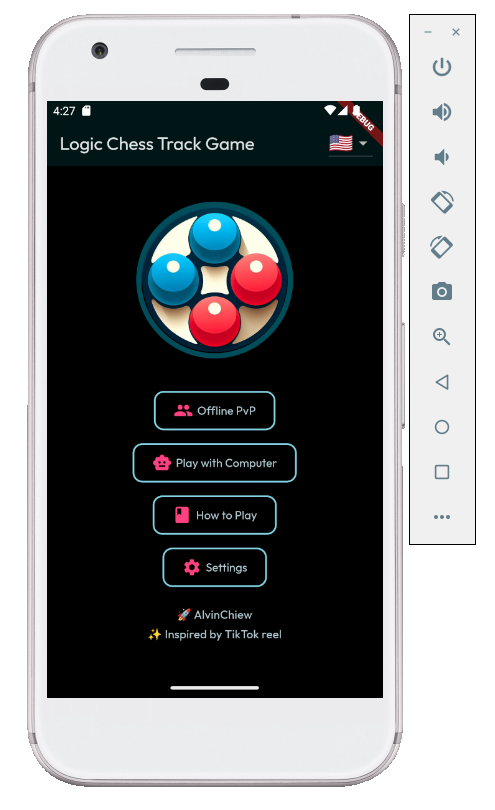 4:27
DEBUG
Logic Chess Track Game
Offline PvP
Play with Computer
How to Play
Settings
🚀 AlvinChiew
✨ Inspired by TikTok reel